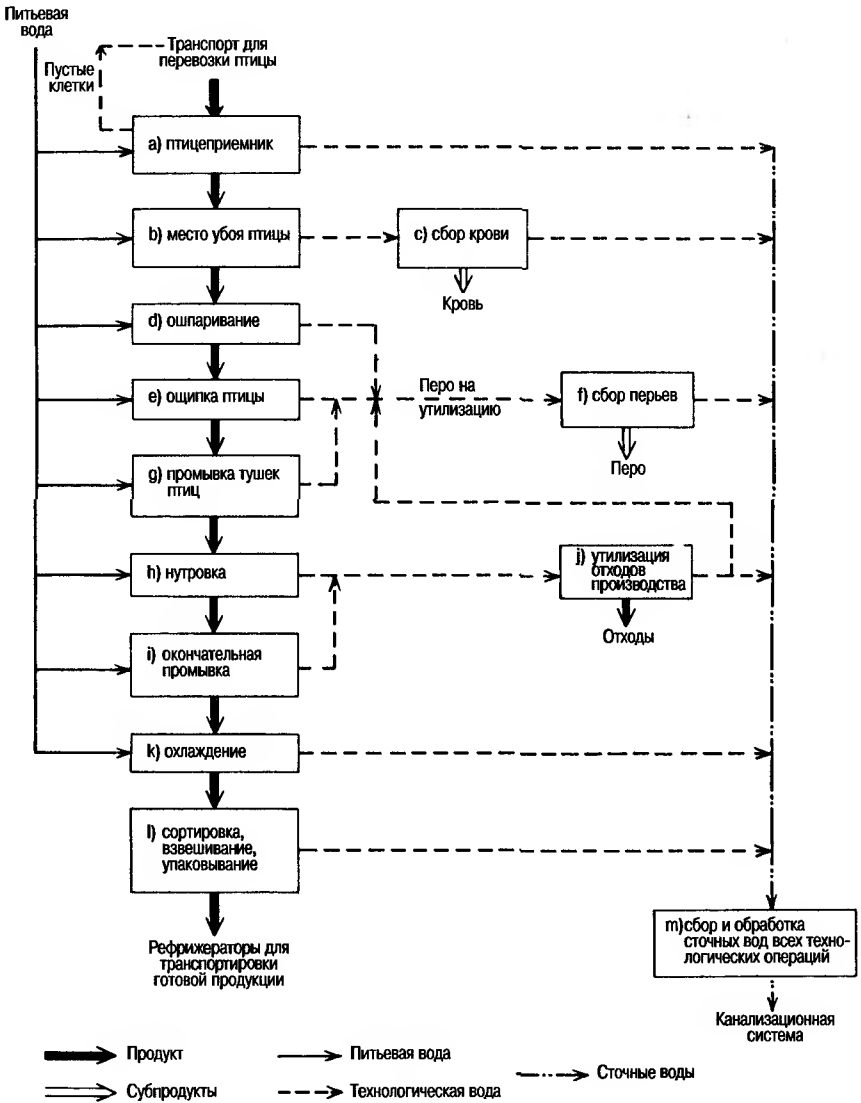 Питьевая
вода
Транспорт для
перевозки птицы
Пустые
клетки
a) птицеприемник
b) место убоя птицы
c) сбор крови
Кровь
d) ошпаривание
e) ощипка птицы
Перо на
утилизацию
f) сбор перьев
Перо
g) промывка тушек
птиц
h) нутровка
j) утилизация
отходов
производства
Отходы
i) окончательная
промывка
k) охлаждение
l) сортировка,
взвешивание,
упаковывание
m)сбор и обработка
сточных вод всех техно-
логических операций
Рефрижераторы для
транспортировки
готовой продукции
Канализационная
система
Продукт
Питьевая вода
Сточные воды
Субпродукты
Технологическая вода